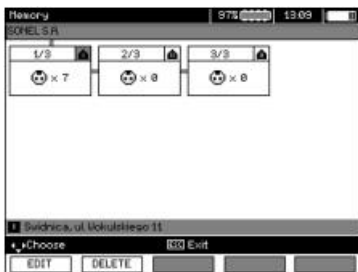 Memory 97% 13:09
SONEL S.A.
1/3 2/3 3/3
× 7 × 0 × 0
Świdnica, ul. Wokulskiego 11
Choose ESC Exit
EDIT DELETE